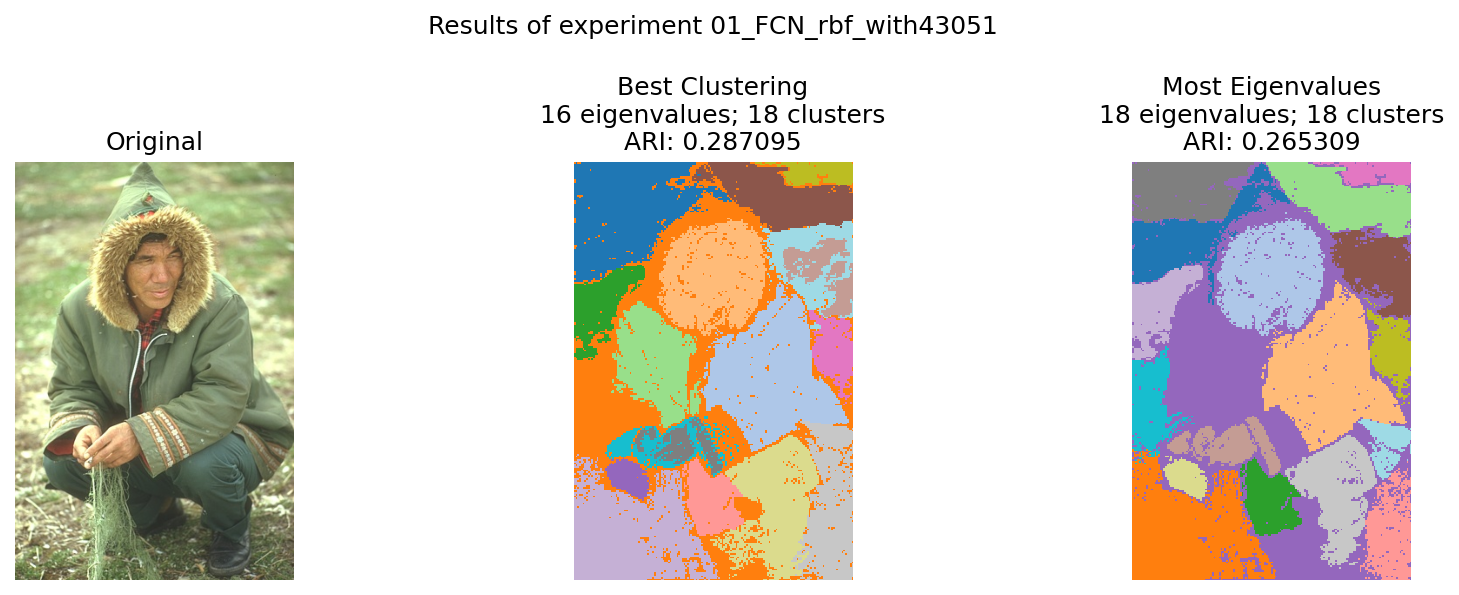 Results of experiment 01_FCN_rbf_with43051
Original
Best Clustering
16 eigenvalues; 18 clusters
ARI: 0.287095
Most Eigenvalues
18 eigenvalues; 18 clusters
ARI: 0.265309